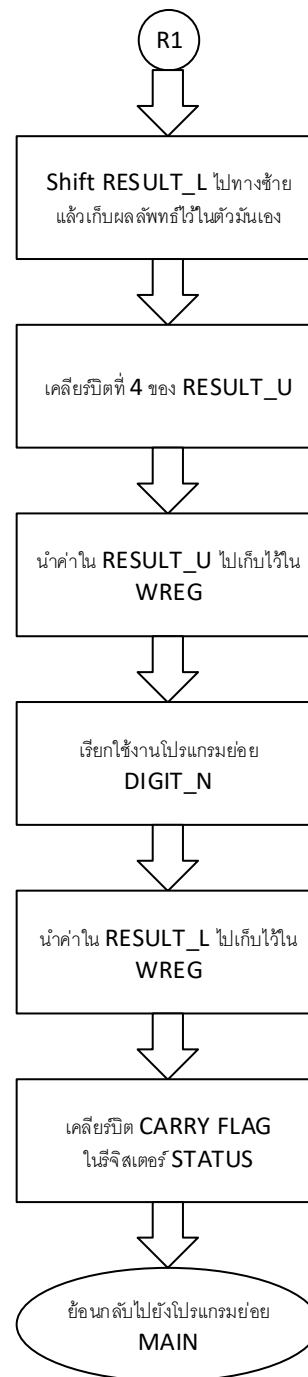 R1
Shift RESULT_L ไปทางซ้าย
แล้วเก็บผลลัพทธ์ไว้ในตัวมันเอง
เคลียร์บิตที่ 4 ของ RESULT_U
นำค่าใน RESULT_U ไปเก็บไว้ใน
WREG
เรียกใช้งานโปรแกรมย่อย
DIGIT_N
นำค่าใน RESULT_L ไปเก็บไว้ใน
WREG
เคลียร์บิต CARRY FLAG
ในรีจิสเตอร์ STATUS
ย้อนกลับไปยังโปรแกรมย่อย
MAIN